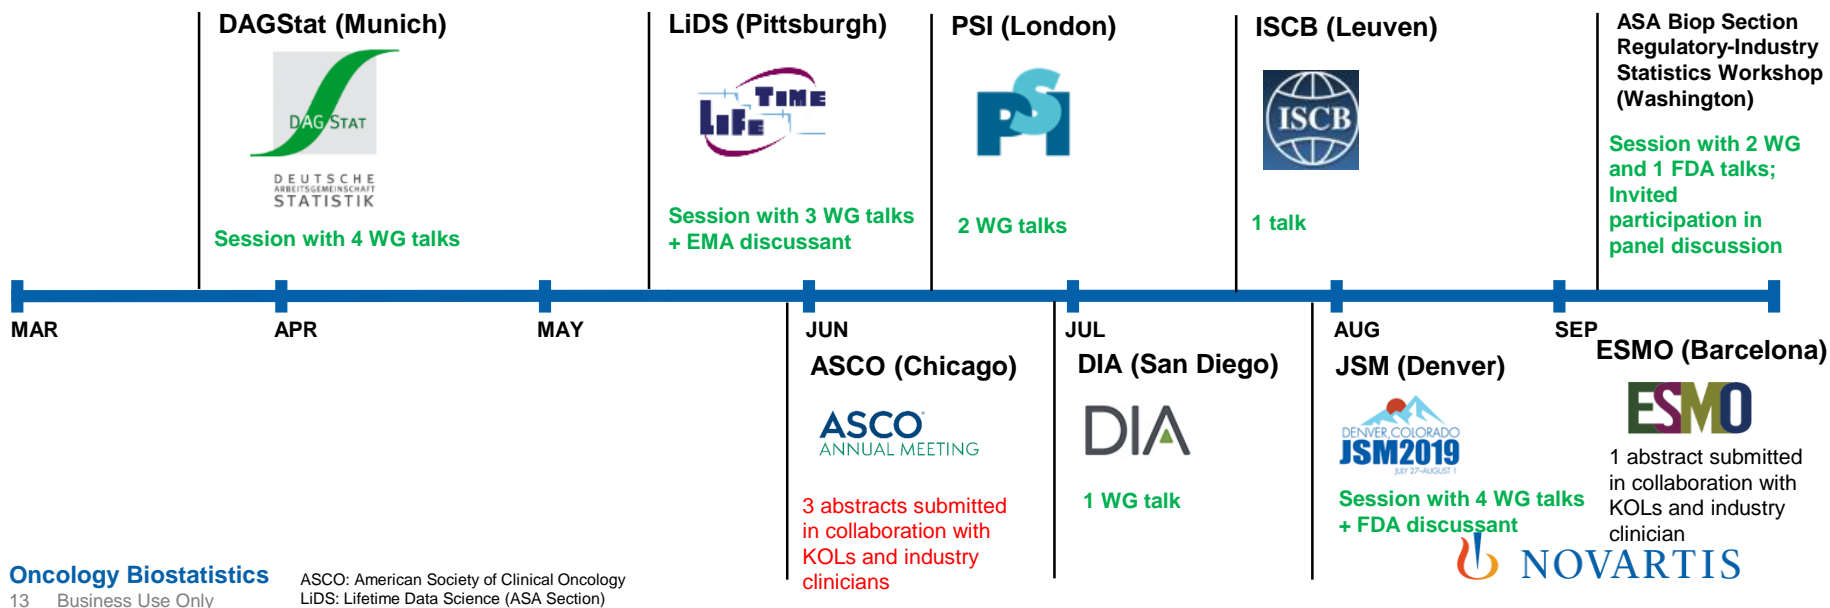 DAGStat (Munich)
DAG STAT
DEUTSCHE
ARBEITSGEMEINSCHAFT
STATISTIK
Session with 4 WG talks
LiDS (Pittsburgh)
LIFE TIME
Session with 3 WG talks
+ EMA discussant
PSI (London)
PSI
2 WG talks
ISCB (Leuven)
ISCB
1 talk
ASA Biop Section
Regulatory-Industry
Statistics Workshop
(Washington)
Session with 2 WG
and 1 FDA talks;
Invited
participation in
panel discussion
MAR
APR
MAY
JUN
JUL
AUG
SEP
ASCO (Chicago)
ASCO
ANNUAL MEETING
3 abstracts submitted
in collaboration with
KOLs and industry
clinicians
DIA (San Diego)
DIA
1 WG talk
JSM (Denver)
DENVER, COLORADO
JSM2019
JULY 27–AUGUST 1
Session with 4 WG talks
+ FDA discussant
ESMO (Barcelona)
ESMO
1 abstract submitted
in collaboration with
KOLs and industry
clinician
NOVARTIS
Oncology Biostatistics
13 Business Use Only
ASCO: American Society of Clinical Oncology
LiDS: Lifetime Data Science (ASA Section)